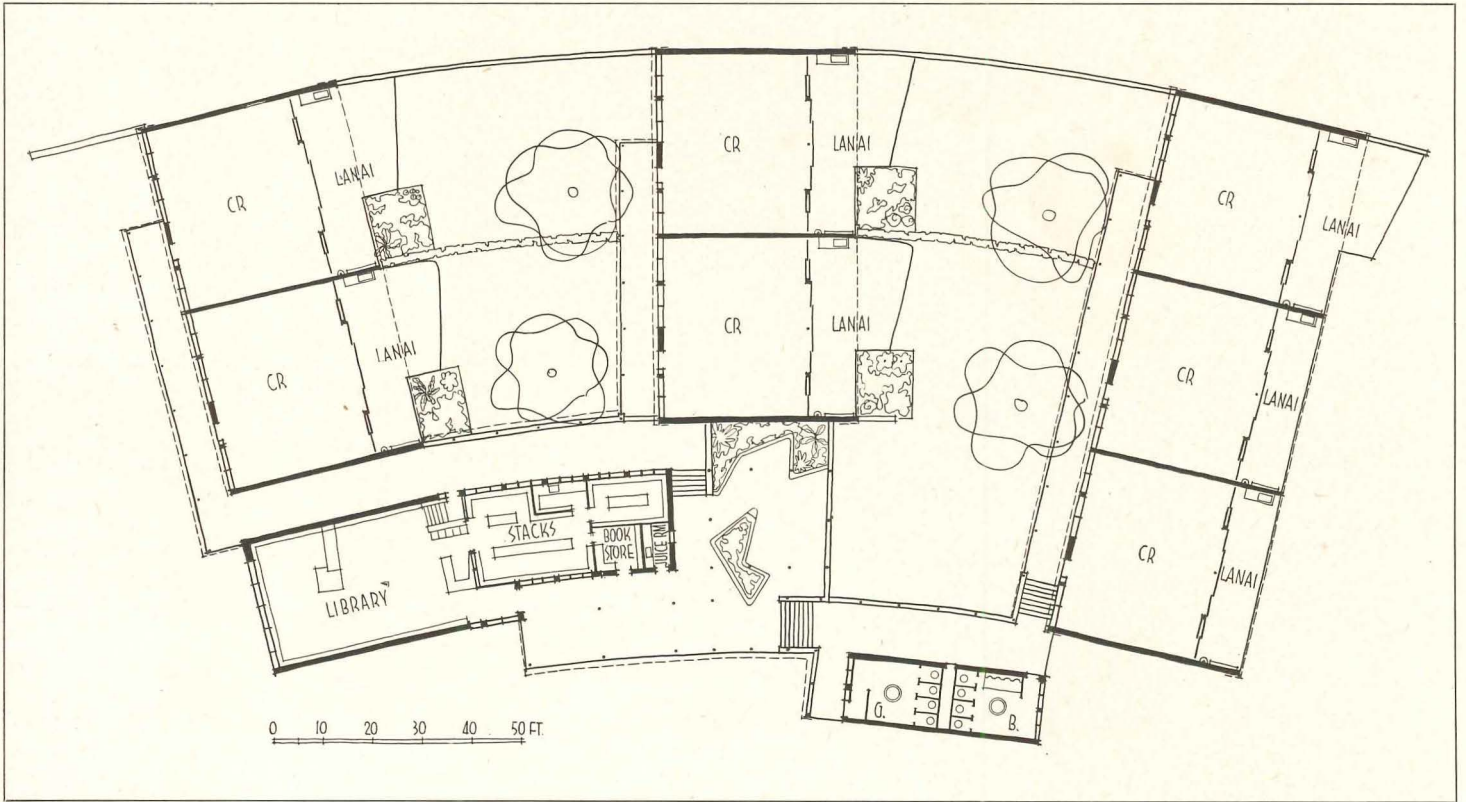 CR
LANAI
CR
LANAI
CR
LANAI
CR
LANAI
CR
LANAI
CR
LANAI
CR
LANAI
LIBRARY
STACKS
BOOK
STORE
JUICE RM.
G.
B.
0 10 20 30 40 50 FT.